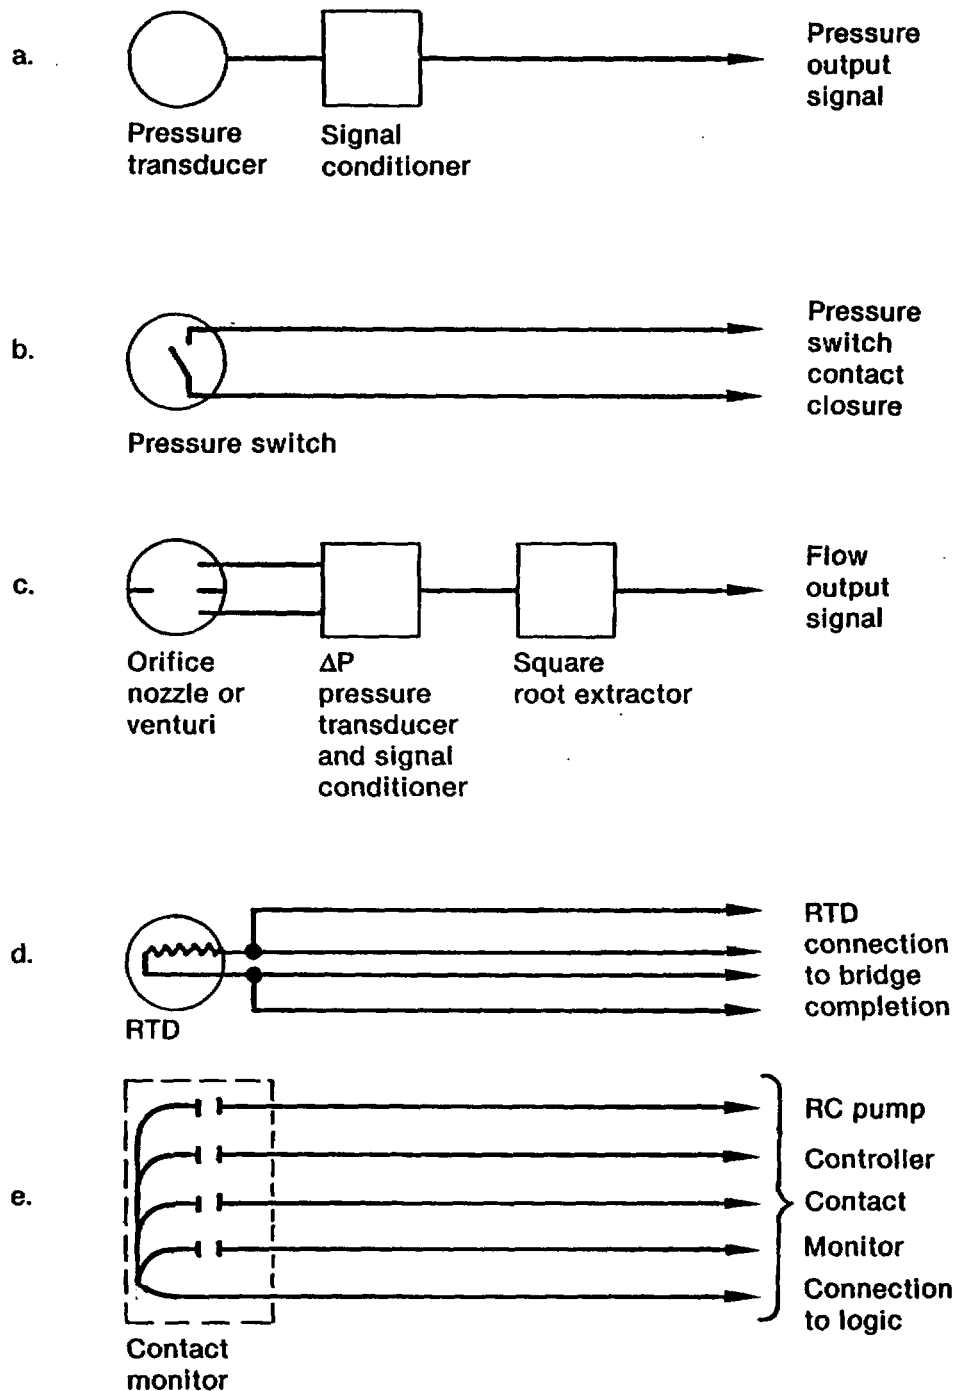 a.
Pressure
transducer
Signal
conditioner
Pressure
output
signal
b.
Pressure switch
Pressure
switch
contact
closure
c.
Orifice
nozzle or
venturi
ΔP
pressure
transducer
and signal
conditioner
Square
root extractor
Flow
output
signal
d.
RTD
RTD
connection
to bridge
completion
e.
Contact
monitor
RC pump
Controller
Contact
Monitor
Connection
to logic